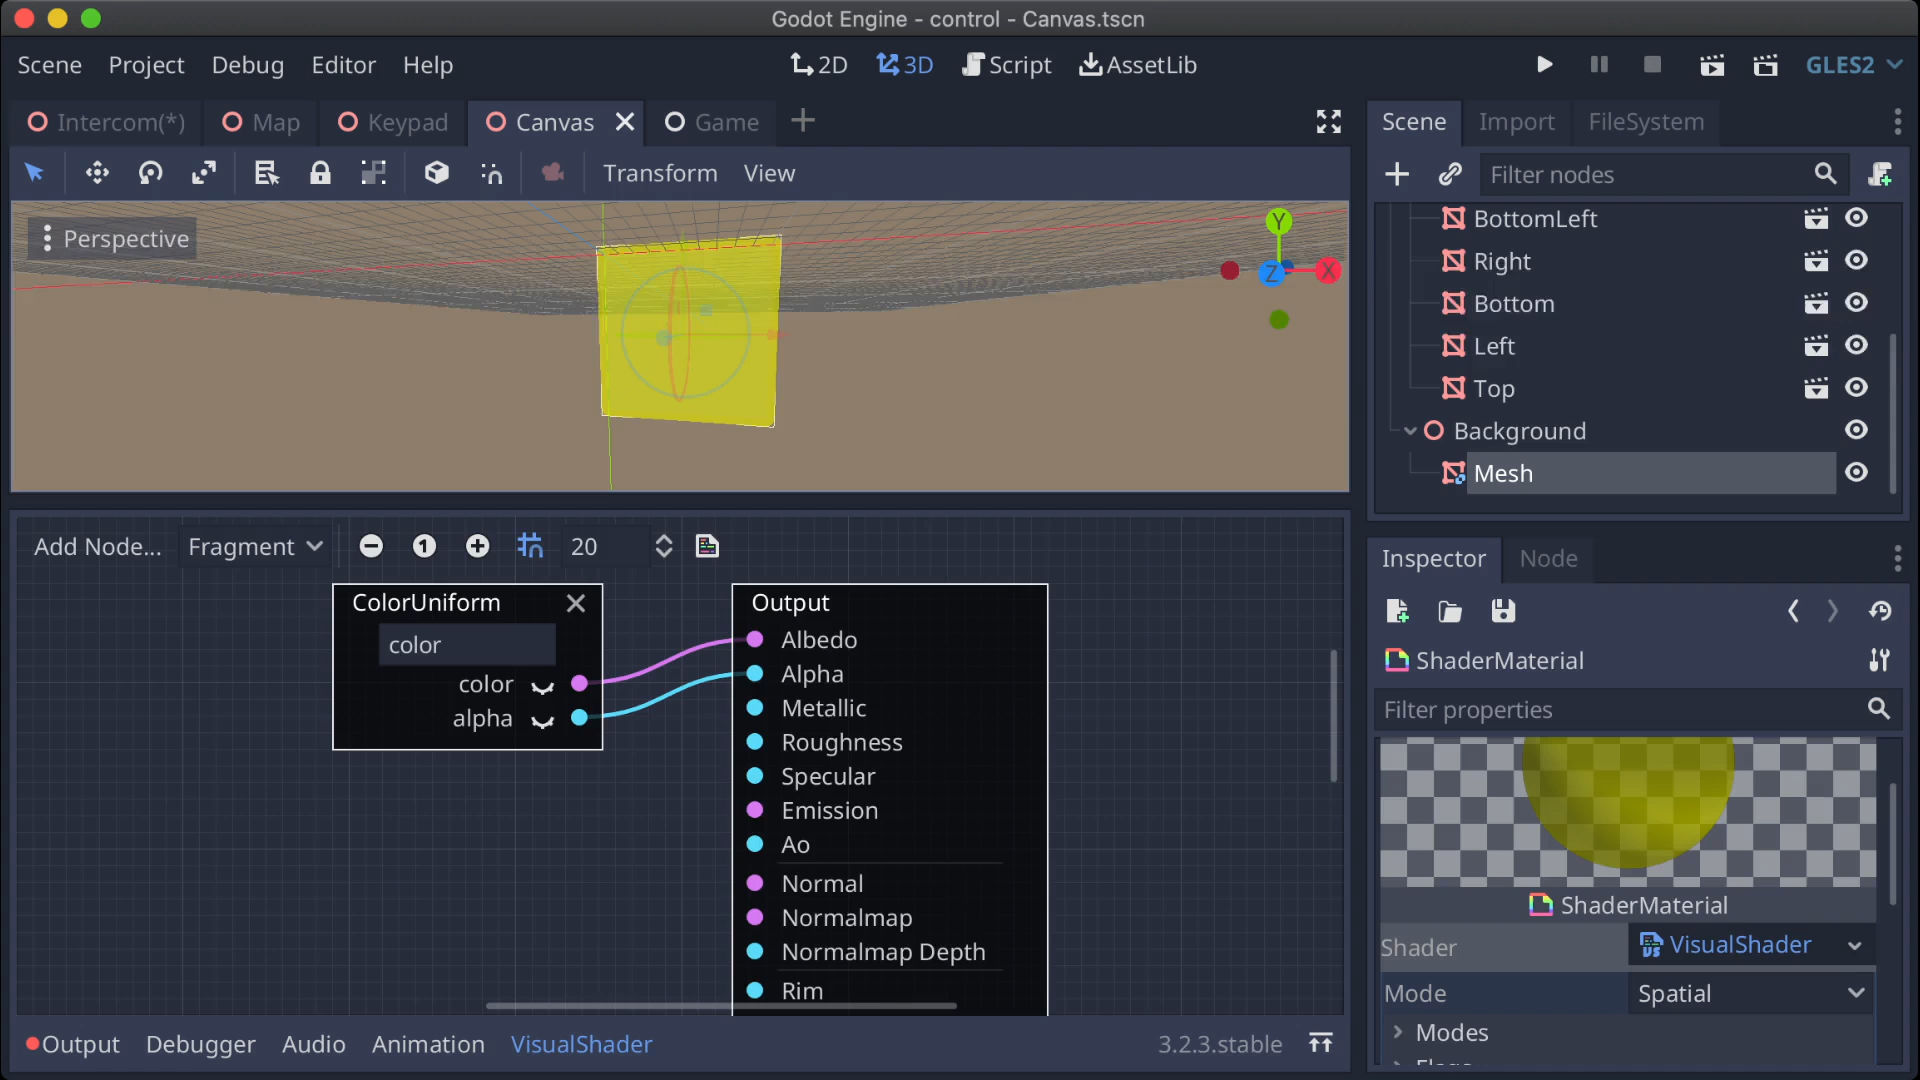 Godot Engine - control - Canvas.tscn
Scene Project Debug Editor Help
2D 3D Script AssetLib
GLES2
Intercom(*) Map Keypad Canvas Game
Scene Import FileSystem
Transform View
Filter nodes
Perspective
Y
Z X
BottomLeft
Right
Bottom
Left
Top
Background
Mesh
Add Node... Fragment 1 20
ColorUniform
color
color
alpha
Output
Albedo
Alpha
Metallic
Roughness
Specular
Emission
Ao
Normal
Normalmap
Normalmap Depth
Rim
Inspector Node
ShaderMaterial
Filter properties
ShaderMaterial
Shader VisualShader
Mode Spatial
Modes
Flags
Output Debugger Audio Animation VisualShader
3.2.3.stable